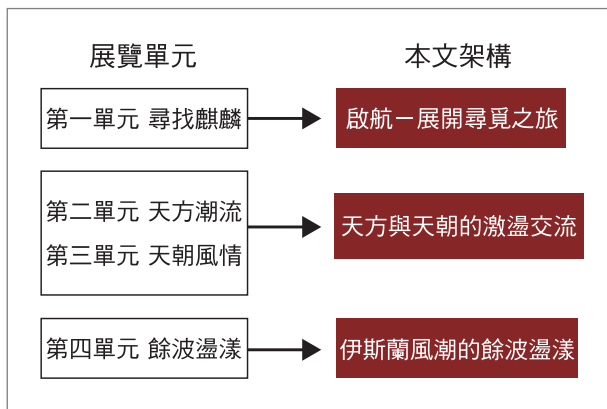 展覽單元
本文架構
第一單元 尋找麒麟
啟航－展開尋覓之旅
第二單元 天方潮流
第三單元 天朝風情
天方與天朝的激盪交流
第四單元 餘波盪漾
伊斯蘭風潮的餘波盪漾